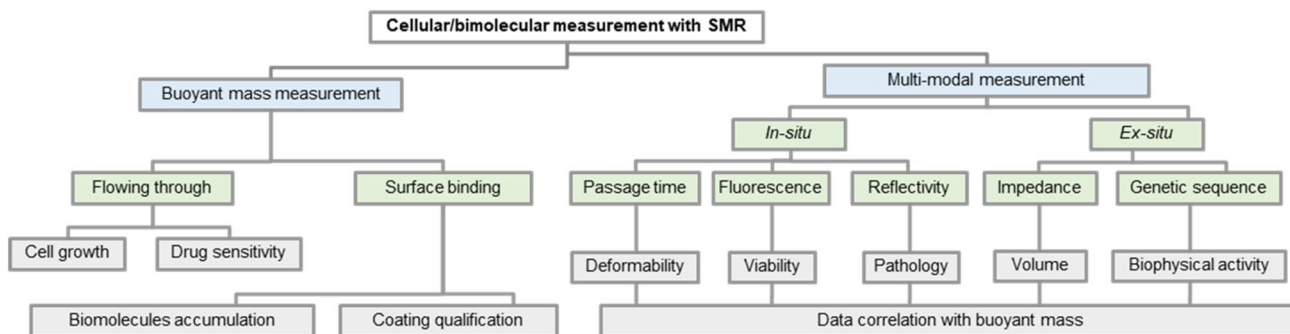 Cellular/bimolecular measurement with SMR
Buoyant mass measurement
Multi-modal measurement
In-situ
Ex-situ
Flowing through
Surface binding
Passage time
Fluorescence
Reflectivity
Impedance
Genetic sequence
Cell growth
Drug sensitivity
Deformability
Viability
Pathology
Volume
Biophysical activity
Biomolecules accumulation
Coating qualification
Data correlation with buoyant mass